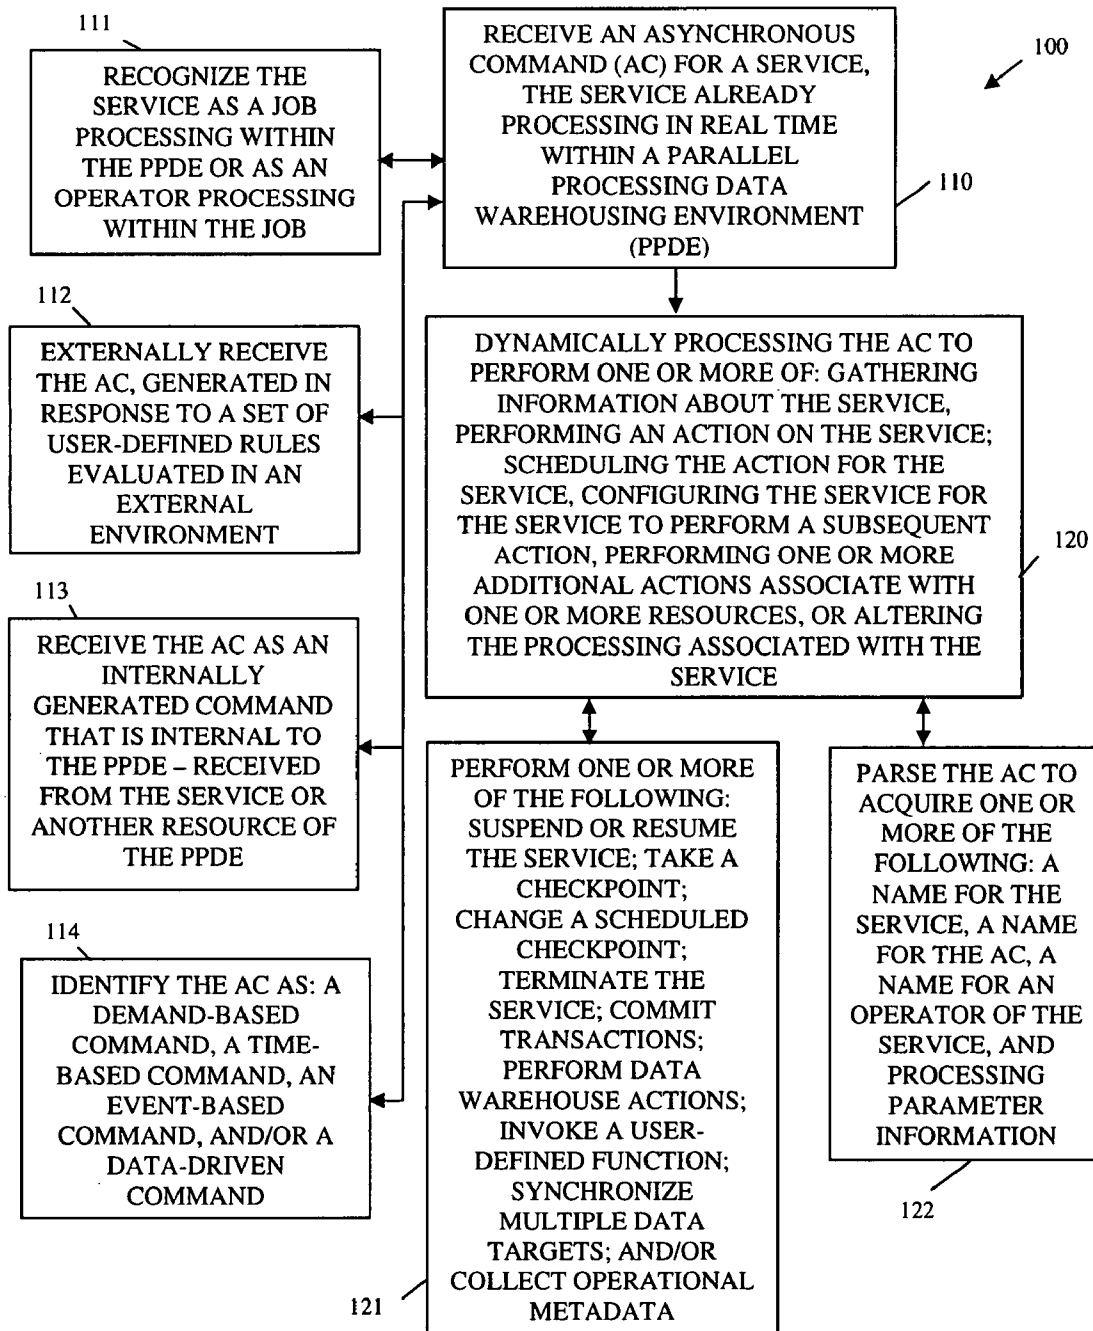 111
RECOGNIZE THE
SERVICE AS A JOB
PROCESSING WITHIN
THE PPDE OR AS AN
OPERATOR PROCESSING
WITHIN THE JOB
RECEIVE AN ASYNCHRONOUS
COMMAND (AC) FOR A SERVICE,
THE SERVICE ALREADY
PROCESSING IN REAL TIME
WITHIN A PARALLEL
PROCESSING DATA
WAREHOUSING ENVIRONMENT
(PPDE)
100
110
112
EXTERNALLY RECEIVE
THE AC, GENERATED IN
RESPONSE TO A SET OF
USER-DEFINED RULES
EVALUATED IN AN
EXTERNAL
ENVIRONMENT
DYNAMICALLY PROCESSING THE AC TO
PERFORM ONE OR MORE OF: GATHERING
INFORMATION ABOUT THE SERVICE,
PERFORMING AN ACTION ON THE SERVICE;
SCHEDULING THE ACTION FOR THE
SERVICE, CONFIGURING THE SERVICE FOR
THE SERVICE TO PERFORM A SUBSEQUENT
ACTION, PERFORMING ONE OR MORE
ADDITIONAL ACTIONS ASSOCIATE WITH
ONE OR MORE RESOURCES, OR ALTERING
THE PROCESSING ASSOCIATED WITH THE
SERVICE
120
113
RECEIVE THE AC AS AN
INTERNALLY
GENERATED COMMAND
THAT IS INTERNAL TO
THE PPDE – RECEIVED
FROM THE SERVICE OR
ANOTHER RESOURCE OF
THE PPDE
114
IDENTIFY THE AC AS: A
DEMAND-BASED
COMMAND, A TIME-
BASED COMMAND, AN
EVENT-BASED
COMMAND, AND/OR A
DATA-DRIVEN
COMMAND
PERFORM ONE OR MORE
OF THE FOLLOWING:
SUSPEND OR RESUME
THE SERVICE; TAKE A
CHECKPOINT;
CHANGE A SCHEDULED
CHECKPOINT;
TERMINATE THE
SERVICE; COMMIT
TRANSACTIONS;
PERFORM DATA
WAREHOUSE ACTIONS;
INVOKE A USER-
DEFINED FUNCTION;
SYNCHRONIZE
MULTIPLE DATA
TARGETS; AND/OR
COLLECT OPERATIONAL
METADATA
121
PARSE THE AC TO
ACQUIRE ONE OR
MORE OF THE
FOLLOWING: A
NAME FOR THE
SERVICE, A NAME
FOR THE AC, A
NAME FOR AN
OPERATOR OF THE
SERVICE, AND
PROCESSING
PARAMETER
INFORMATION
122